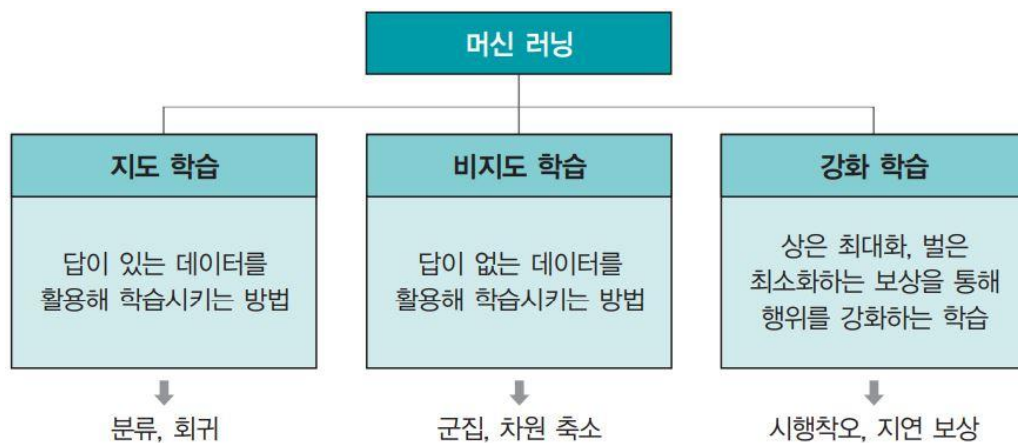 머신 러닝
지도 학습
답이 있는 데이터를
활용해 학습시키는 방법
분류, 회귀
비지도 학습
답이 없는 데이터를
활용해 학습시키는 방법
군집, 차원 축소
강화 학습
상은 최대화, 벌은
최소화하는 보상을 통해
행위를 강화하는 학습
시행착오, 지연 보상